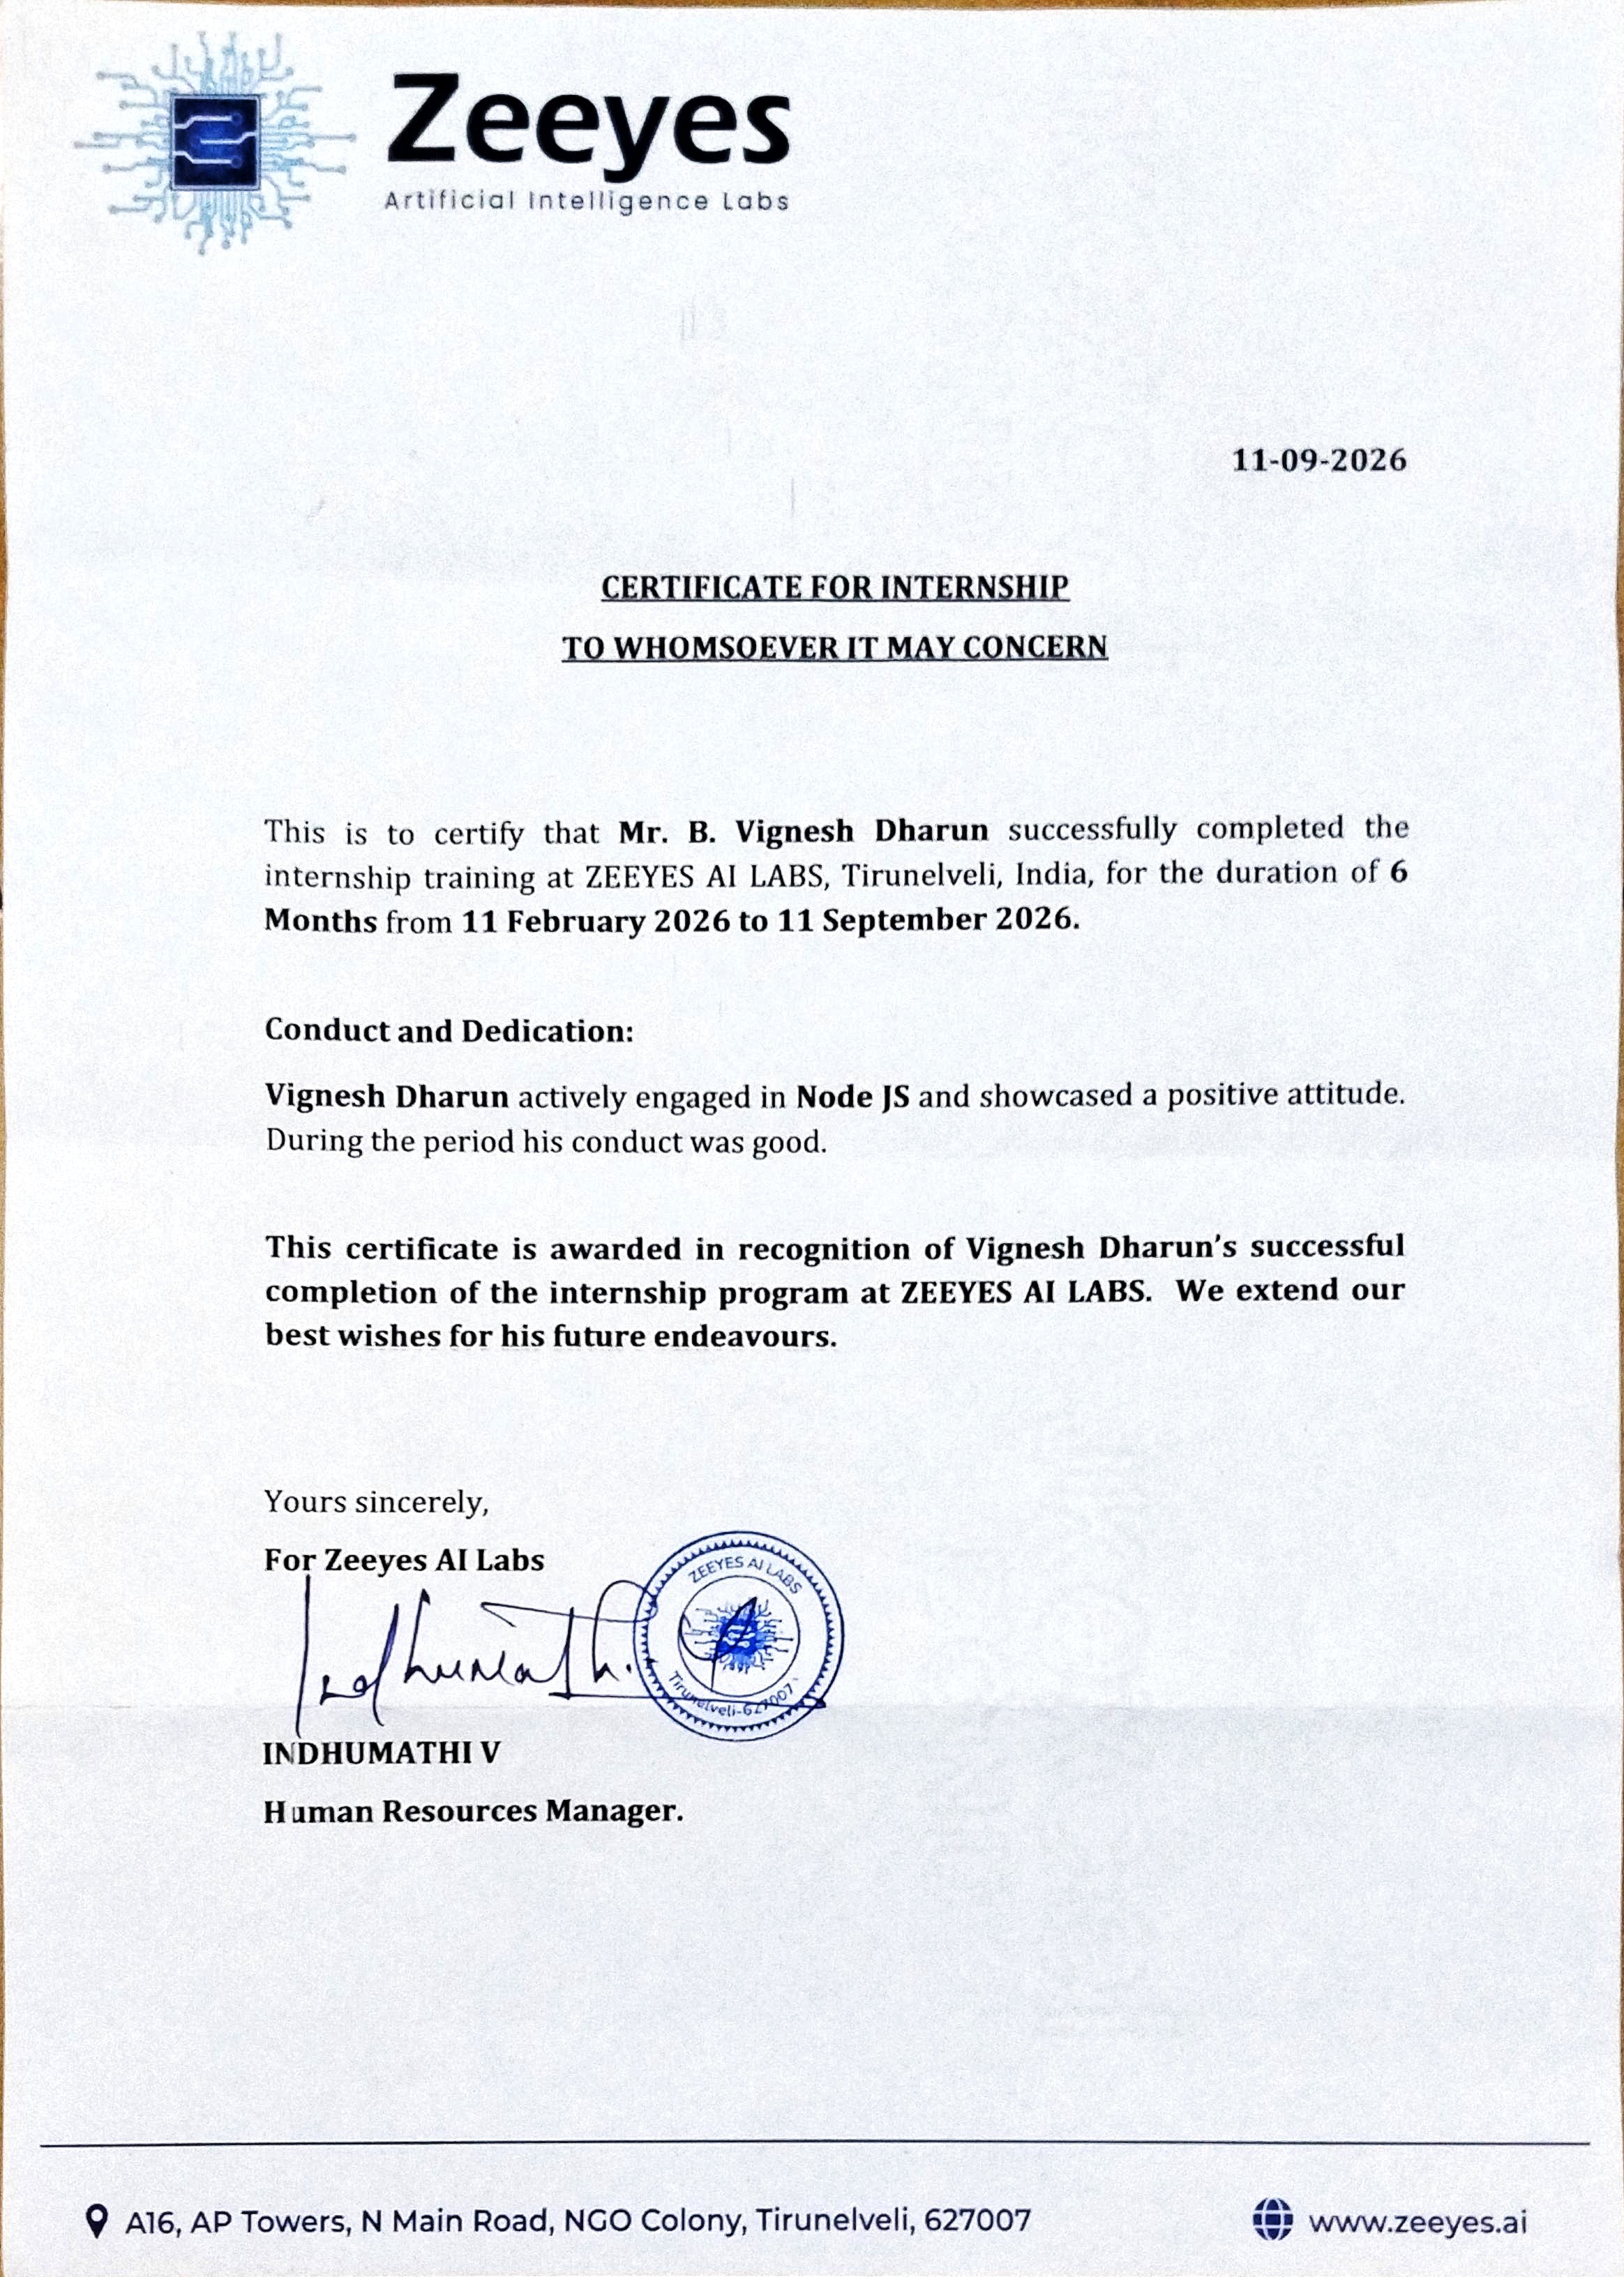 Zeeyes
Artificial Intelligence Labs
11-09-2026
CERTIFICATE FOR INTERNSHIP
TO WHOMSOEVER IT MAY CONCERN
This is to certify that Mr. B. Vignesh Dharun successfully completed the
internship training at ZEEYES AI LABS, Tirunelveli, India, for the duration of 6
Months from 11 February 2026 to 11 September 2026.
Conduct and Dedication:
Vignesh Dharun actively engaged in Node JS and showcased a positive attitude.
During the period his conduct was good.
This certificate is awarded in recognition of Vignesh Dharun's successful
completion of the internship program at ZEEYES AI LABS. We extend our
best wishes for his future endeavours.
Yours sincerely,
For Zeeyes AI Labs
Indhumathi
ZEEYES AI LABS
Tirunelveli-627007
INDHUMATHI V
Human Resources Manager.
A16, AP Towers, N Main Road, NGO Colony, Tirunelveli, 627007
www.zeeyes.ai